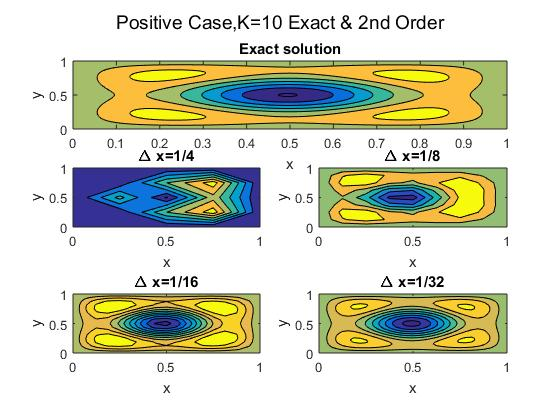 Positive Case,K=10 Exact & 2nd Order
Exact solution
1
y 0.5
0
0 0.1 0.2 0.3 0.4 0.5 0.6 0.7 0.8 0.9 1
x
Δ x=1/4
1
y 0.5
0
0 0.5 1
x
Δ x=1/8
1
y 0.5
0
0 0.5 1
x
Δ x=1/16
1
y 0.5
0
0 0.5 1
x
Δ x=1/32
1
y 0.5
0
0 0.5 1
x